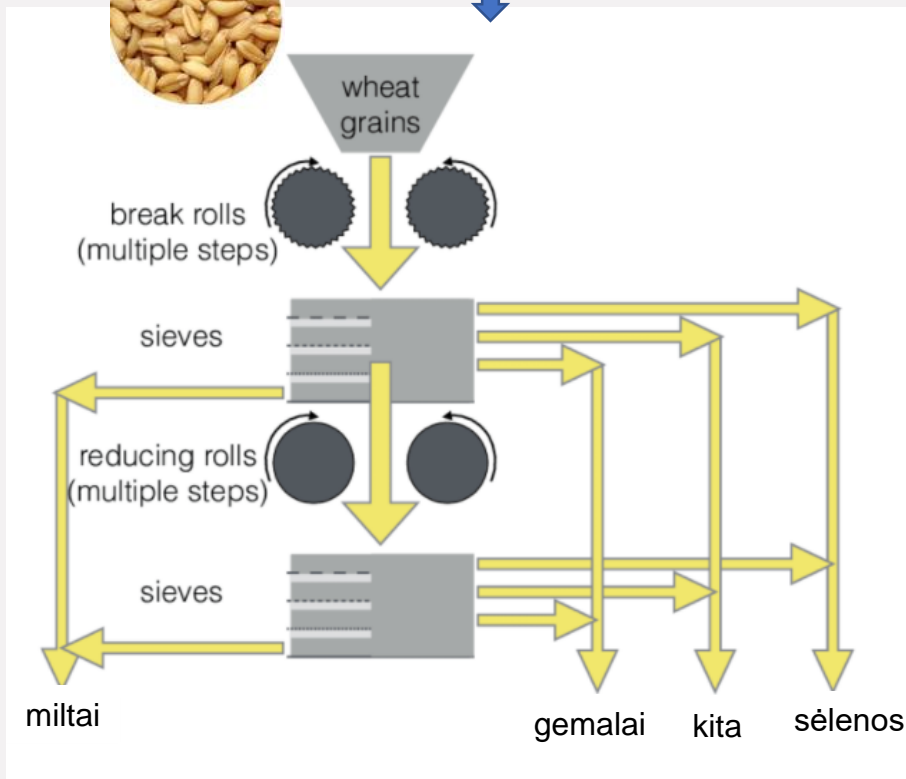 wheat
grains
break rolls
(multiple steps)
sieves
reducing rolls
(multiple steps)
sieves
miltai
gemalai
kita
sėlenos